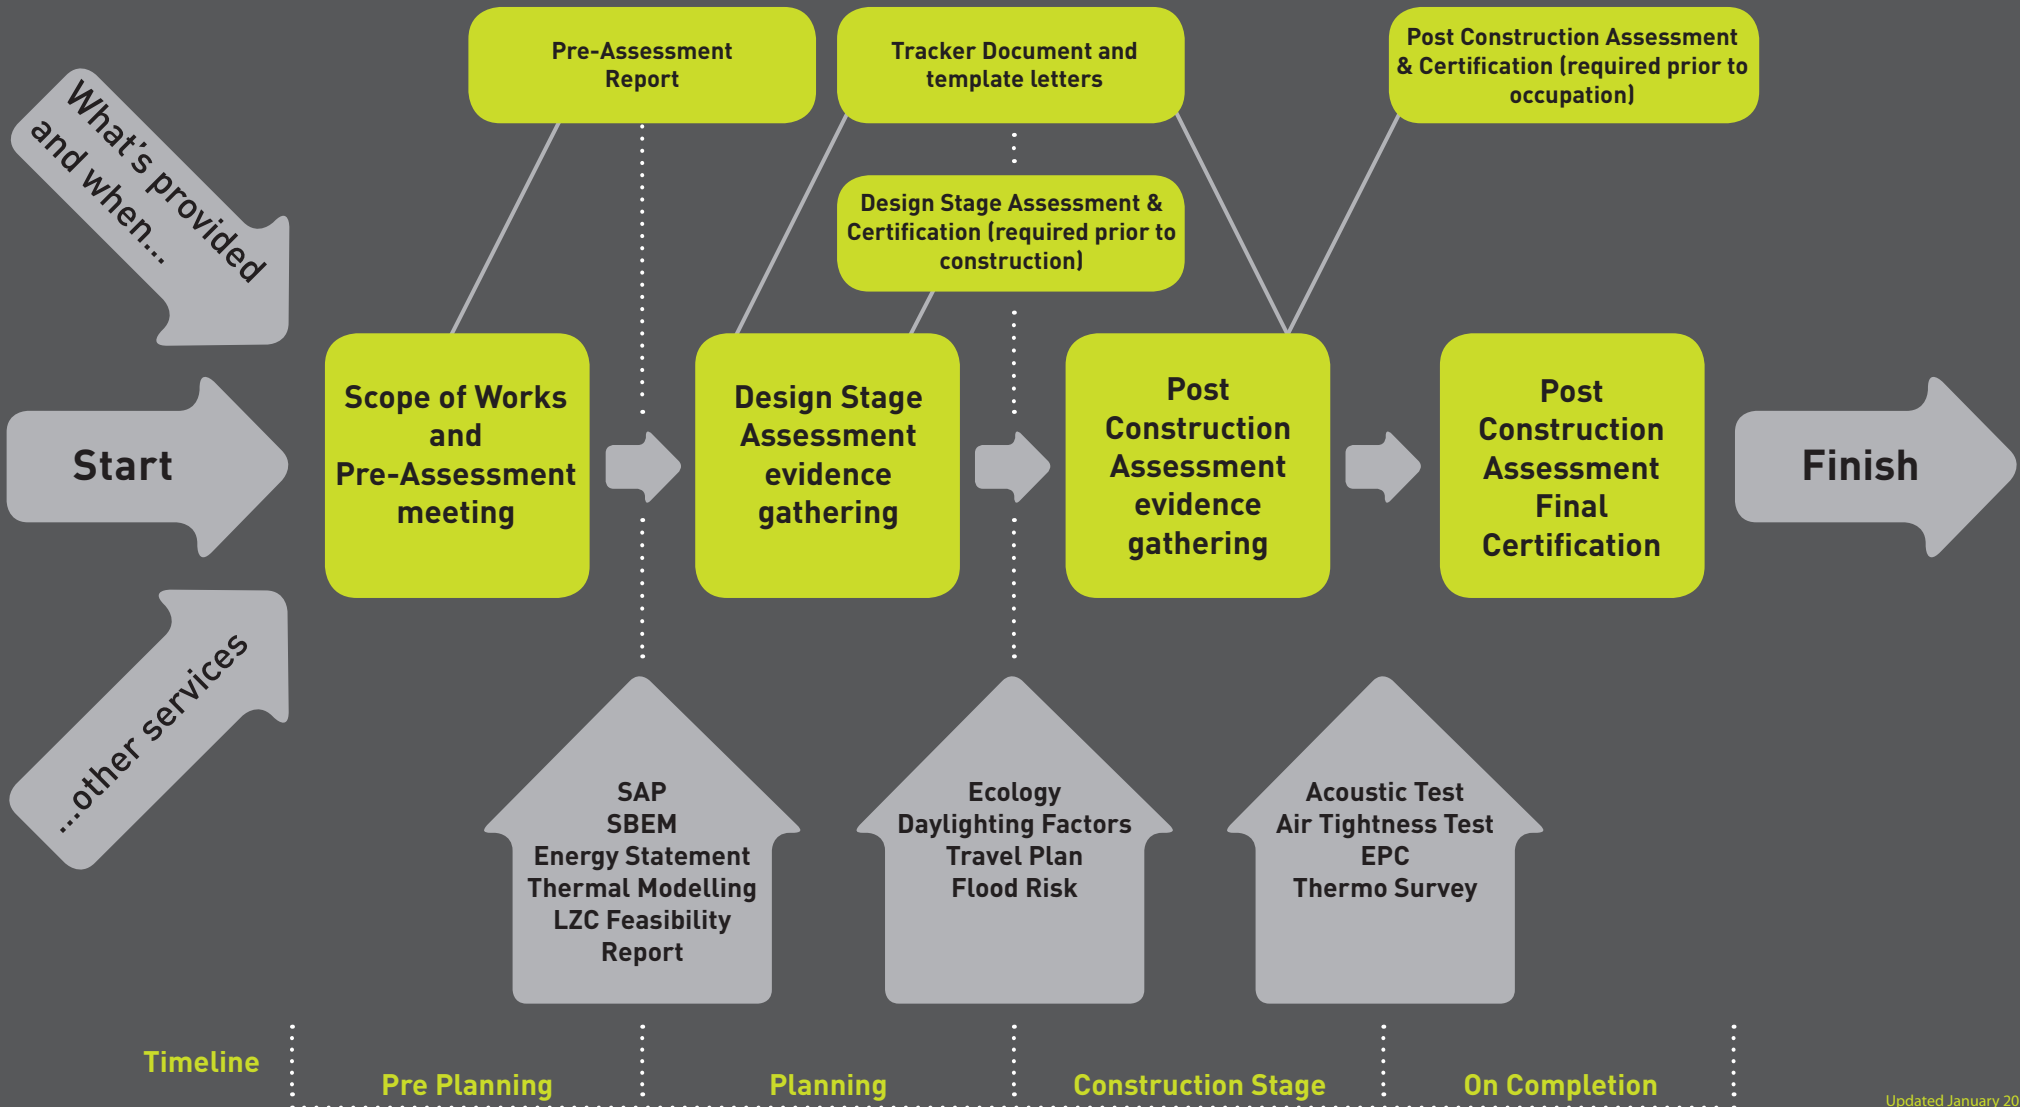 Pre-Assessment
Report
Tracker Document and
template letters
Post Construction Assessment
& Certification (required prior to
occupation)
What's provided
and when...
Design Stage Assessment &
Certification (required prior to
construction)
Start
Scope of Works
and
Pre-Assessment
meeting
Design Stage
Assessment
evidence
gathering
Post
Construction
Assessment
evidence
gathering
Post
Construction
Assessment
Final
Certification
Finish
...other services
SAP
SBEM
Energy Statement
Thermal Modelling
LZC Feasibility
Report
Ecology
Daylighting Factors
Travel Plan
Flood Risk
Acoustic Test
Air Tightness Test
EPC
Thermo Survey
Timeline
Pre Planning
Planning
Construction Stage
On Completion
Updated January 20